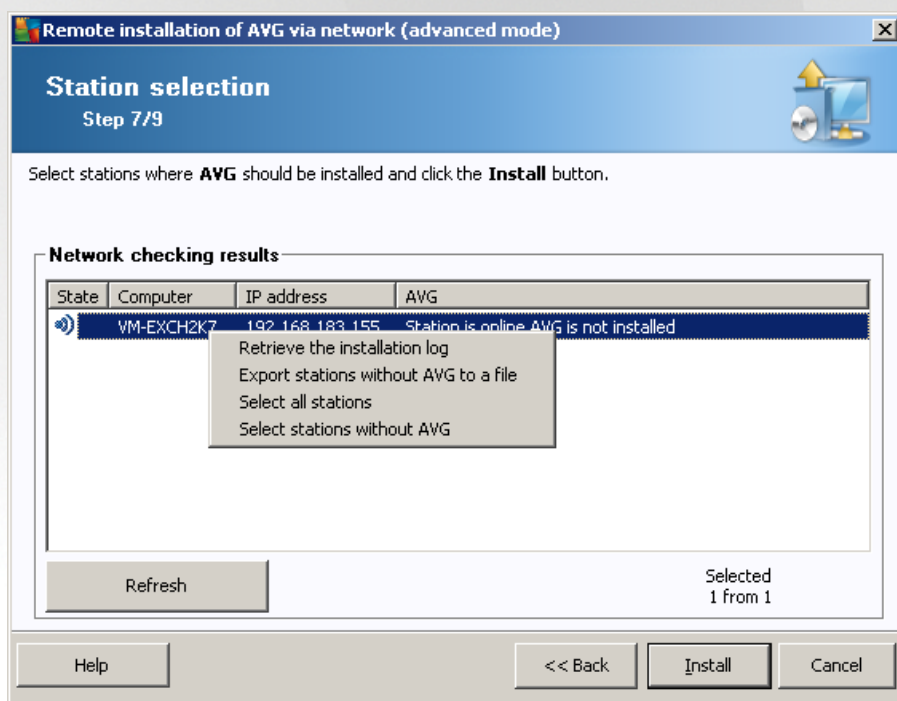 Remote installation of AVG via network (advanced mode)
Station selection
Step 7/9
Select stations where AVG should be installed and click the Install button.
Network checking results
State Computer IP address AVG
VM-EXCH2K7 192.168.183.155 Station is online AVG is not installed
Retrieve the installation log
Export stations without AVG to a file
Select all stations
Select stations without AVG
Refresh
Selected
1 from 1
Help << Back Install Cancel